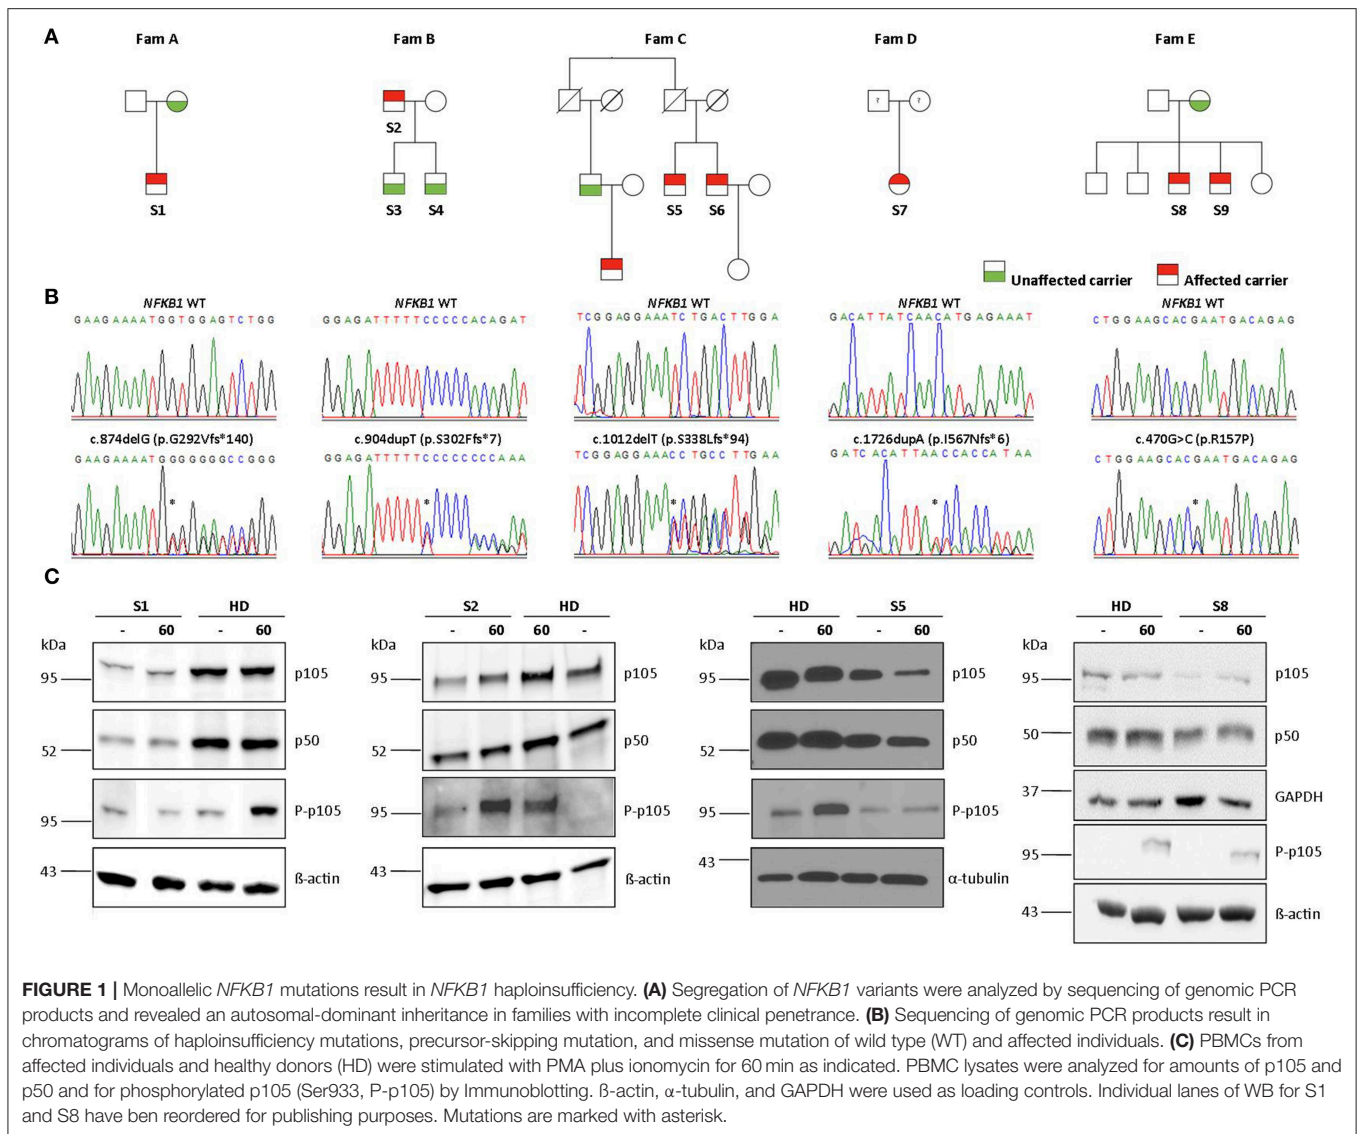 A
Fam A Fam B Fam C Fam D Fam E
? ?
S2
S1 S3 S4 S5 S6 S7 S8 S9
Unaffected carrier Affected carrier
B
NFKB1 WT NFKB1 WT NFKB1 WT NFKB1 WT NFKB1 WT
GAAGAAAATGGTGGAGTCTGG GGAGATTTTTCCCCCACAGAT TCGGAGGAAATCTGACTTGGA GACATTATCAACATGAGAAAT CTGGAAGCACGAATGACAGAG
c.874delG (p.G292Vfs*140) c.904dupT (p.S302Ffs*7) c.1012delT (p.S338Lfs*94) c.1726dupA (p.I567Nfs*6) c.470G>C (p.R157P)
GAAGAAAATGGGGGGGCCGGG GGAGATTTTTCCCCCCCCAAA TCGGAGGAAACCTGCCTTGAA GATCACATTAACCACCATAA CTGGAAGCACGAATGACAGAG
* * * * *
C
S1 HD
- 60 - 60
kDa
95 p105
52 p50
95 P-p105
43 ß-actin
S2 HD
- 60 60 -
kDa
95 p105
52 p50
95 P-p105
43 ß-actin
HD S5
- 60 - 60
kDa
95 p105
52 p50
95 P-p105
43 α-tubulin
HD S8
- 60 - 60
kDa
95 p105
50 p50
37 GAPDH
95 P-p105
43 ß-actin
FIGURE 1 | Monoallelic NFKB1 mutations result in NFKB1 haploinsufficiency. (A) Segregation of NFKB1 variants were analyzed by sequencing of genomic PCR
products and revealed an autosomal-dominant inheritance in families with incomplete clinical penetrance. (B) Sequencing of genomic PCR products result in
chromatograms of haploinsufficiency mutations, precursor-skipping mutation, and missense mutation of wild type (WT) and affected individuals. (C) PBMCs from
affected individuals and healthy donors (HD) were stimulated with PMA plus ionomycin for 60 min as indicated. PBMC lysates were analyzed for amounts of p105 and
p50 and for phosphorylated p105 (Ser933, P-p105) by Immunoblotting. ß-actin, α-tubulin, and GAPDH were used as loading controls. Individual lanes of WB for S1
and S8 have ben reordered for publishing purposes. Mutations are marked with asterisk.